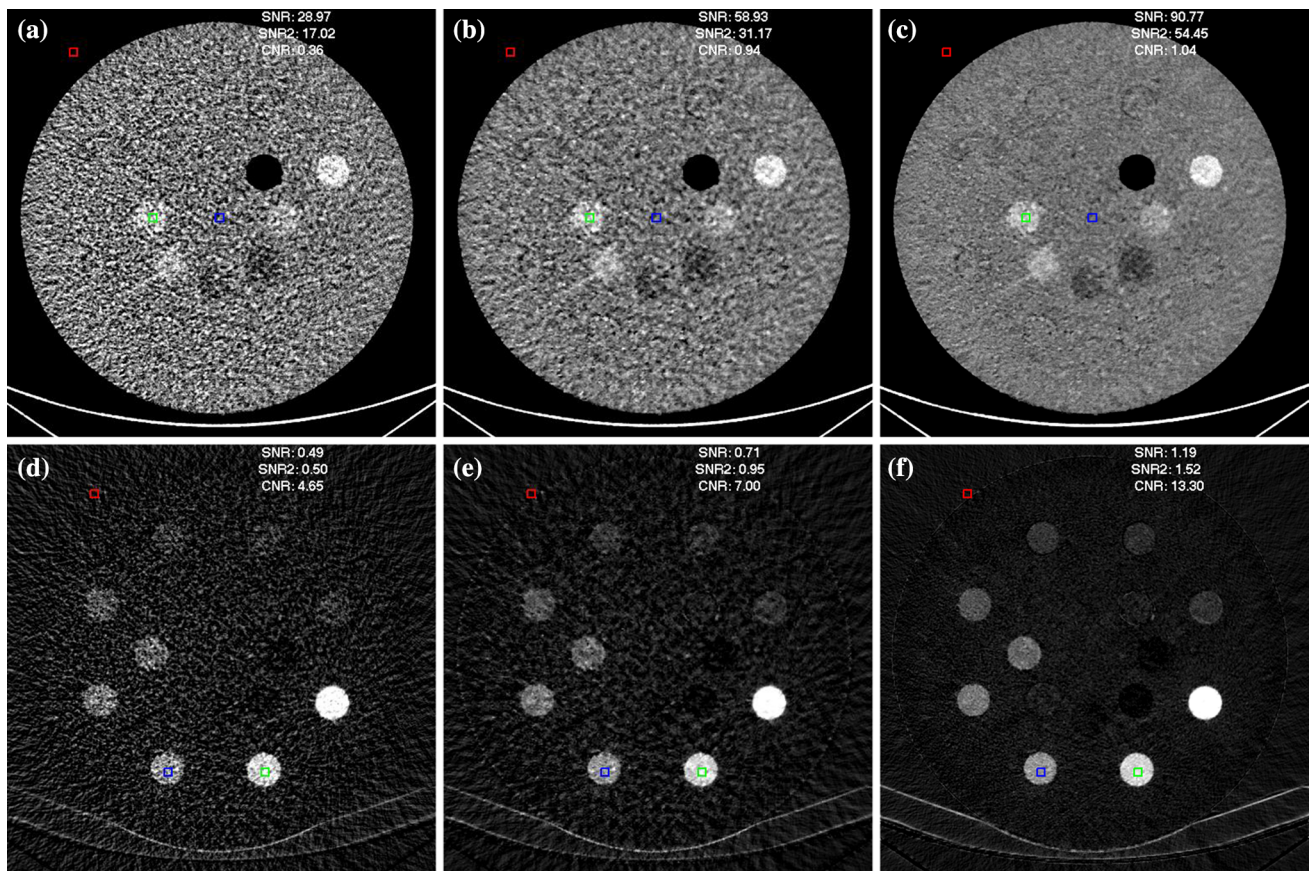 (a)
SNR: 28.97
SNR2: 17.02
CNR: 0.36
(b)
SNR: 58.93
SNR2: 31.17
CNR: 0.94
(c)
SNR: 90.77
SNR2: 54.45
CNR: 1.04
(d)
SNR: 0.49
SNR2: 0.50
CNR: 4.65
(e)
SNR: 0.71
SNR2: 0.95
CNR: 7.00
(f)
SNR: 1.19
SNR2: 1.52
CNR: 13.30